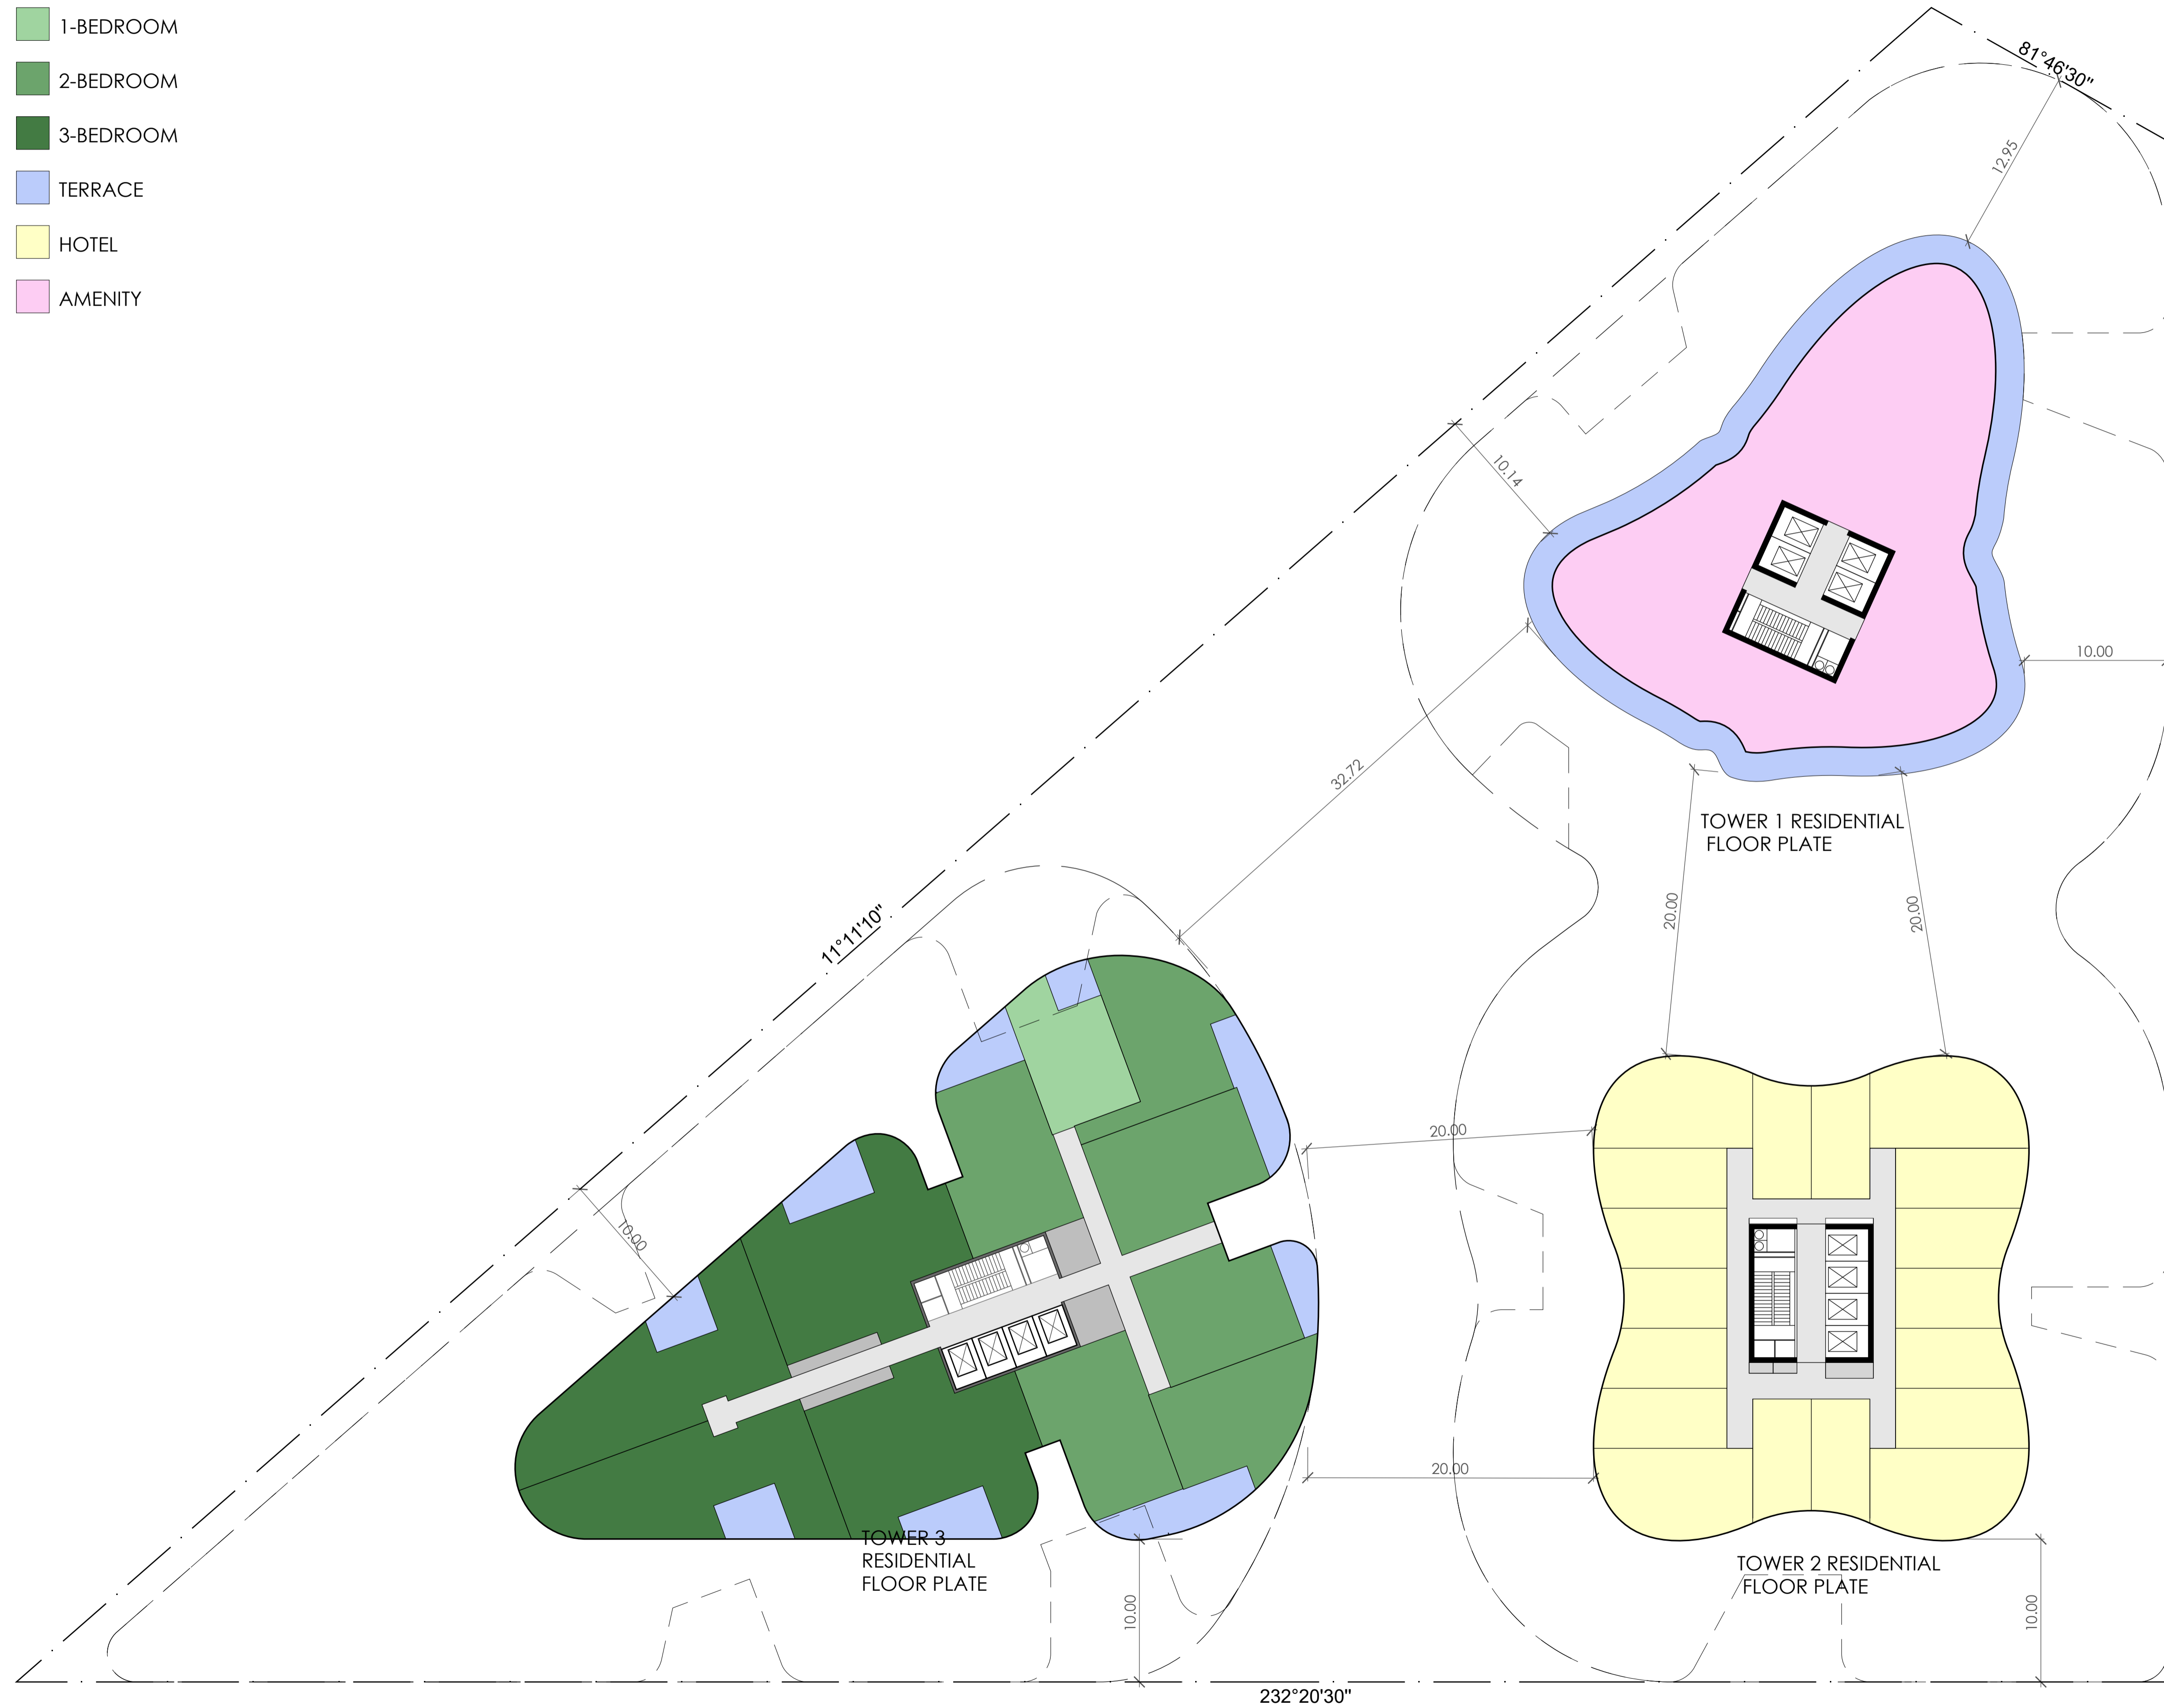 1-BEDROOM
2-BEDROOM
3-BEDROOM
TERRACE
HOTEL
AMENITY
81°46'30"
12.95
10.14
10.00
32.72
TOWER 1 RESIDENTIAL
FLOOR PLATE
20.00
20.00
11°11'10"
20.00
10.00
20.00
TOWER 3
RESIDENTIAL
FLOOR PLATE
TOWER 2 RESIDENTIAL
FLOOR PLATE
10.00
10.00
232°20'30"